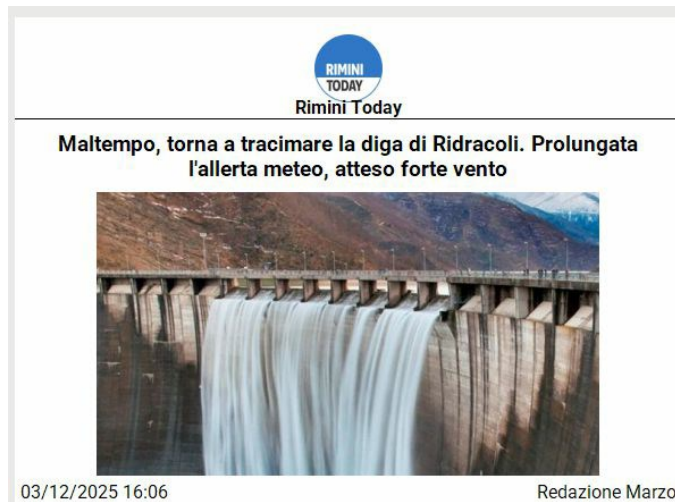 RIMINI
TODAY
Rimini Today
Maltempo, torna a tracimare la diga di Ridracoli. Prolungata
l'allerta meteo, atteso forte vento
03/12/2025 16:06
Redazione Marzo